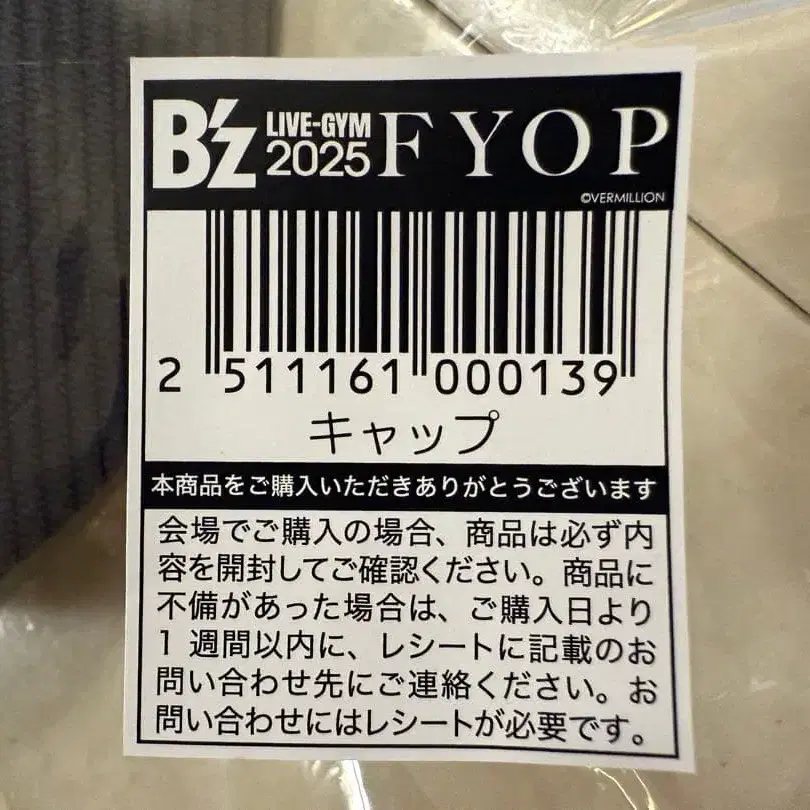 B'z LIVE-GYM 2025 FYOP
©VERMILLION
2 511161 000139
キャップ
本商品をご購入いただきありがとうございます
会場でご購入の場合、商品は必ず内
容を開封してご確認ください。商品に
不備があった場合は、ご購入日より
1 週間以内に、レシートに記載のお
問い合わせ先にご連絡ください。お
問い合わせにはレシートが必要です。